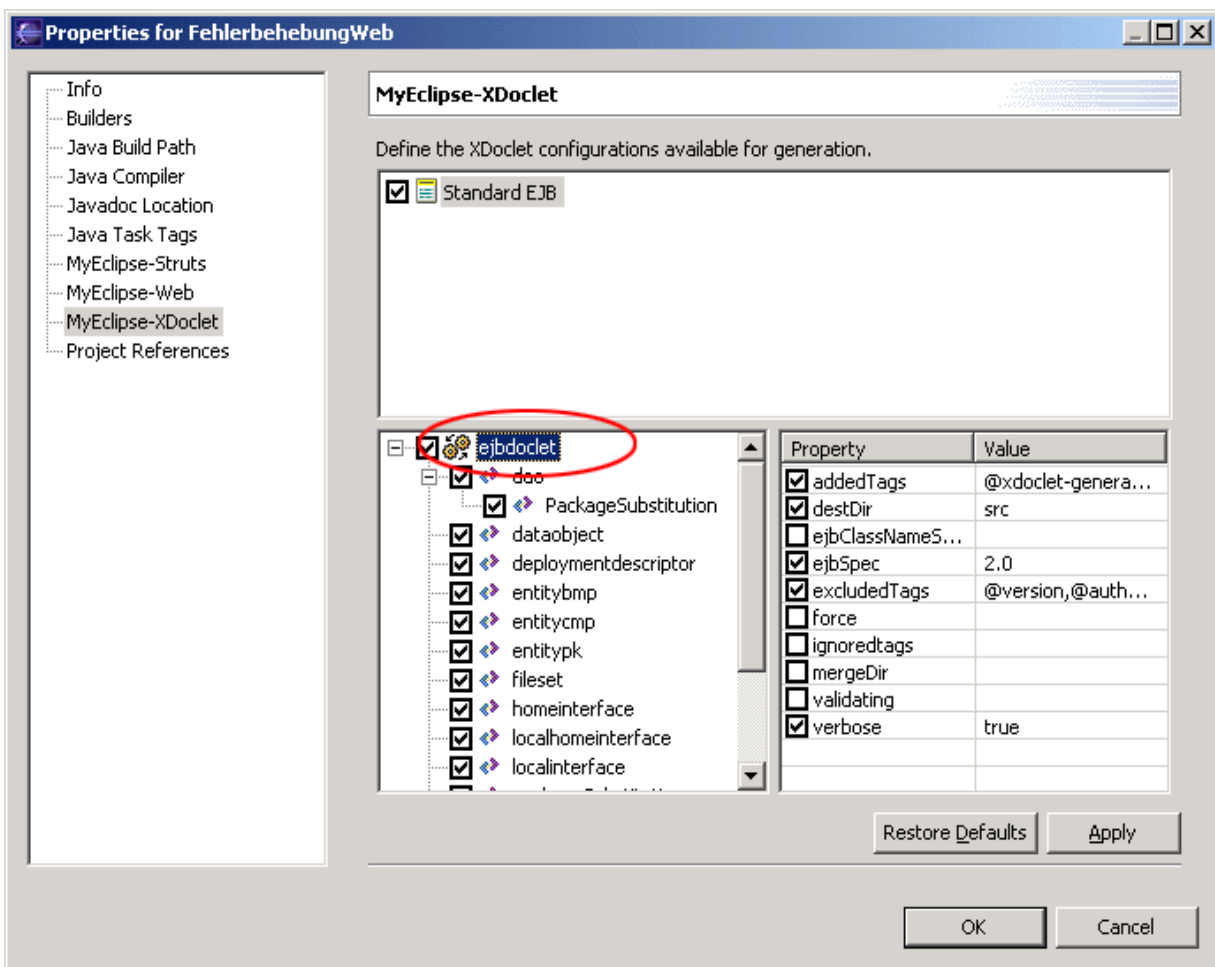 Properties for FehlerbehebungWeb
Info
Builders
Java Build Path
Java Compiler
Javadoc Location
Java Task Tags
MyEclipse-Struts
MyEclipse-Web
MyEclipse-XDoclet
Project References
MyEclipse-XDoclet
Define the XDoclet configurations available for generation.
Standard EJB
ejbdoclet
dao
PackageSubstitution
dataobject
deploymentdescriptor
entitybmp
entitycmp
entitypk
fileset
homeinterface
localhomeinterface
localinterface
Property Value
addedTags @xdoclet-genera...
destDir src
ejbClassNameS...
ejbSpec 2.0
excludedTags @version,@auth...
force
ignoredtags
mergeDir
validating
verbose true
Restore Defaults Apply
OK Cancel